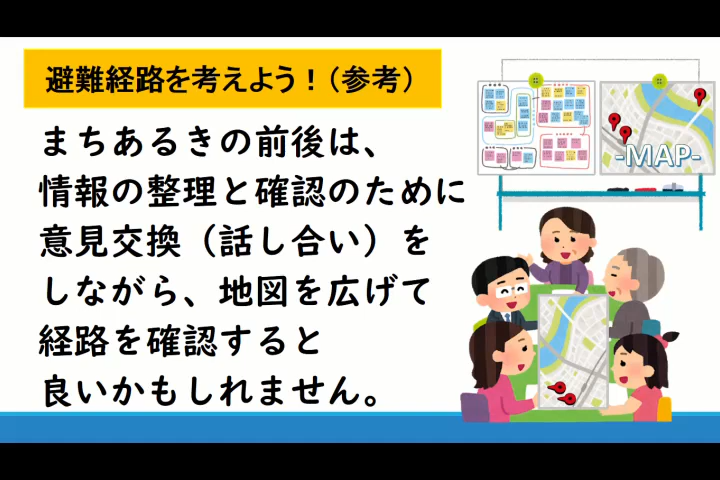 避難経路を考えよう！（参考）
まちあるきの前後は、
情報の整理と確認のために
意見交換（話し合い）を
しながら、地図を広げて
経路を確認すると
良いかもしれません。
-MAP-